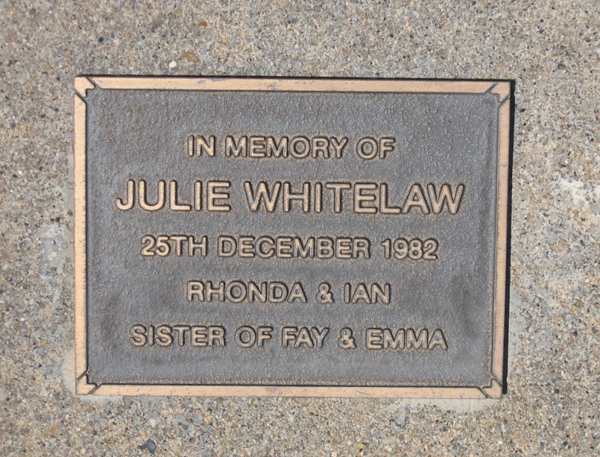 IN MEMORY OF
JULIE WHITELAW
25TH DECEMBER 1982
RHONDA & IAN
SISTER OF FAY & EMMA